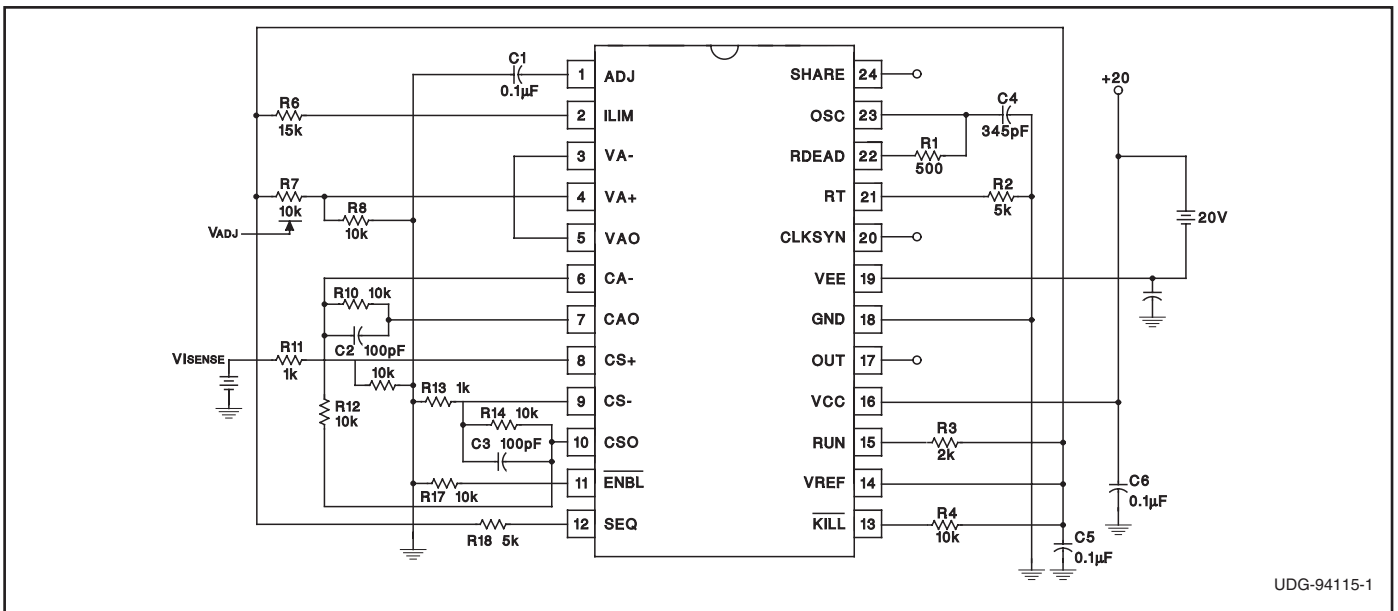 C1
0.1µF
1 ADJ
SHARE 24
+20
R6
15k
2 ILIM
OSC 23
C4
345pF
3 VA-
RDEAD 22
R1
500
R7
10k
4 VA+
RT 21
R2
5k
R8
10k
VADJ
5 VAO
CLKSYN 20
20V
6 CA-
VEE 19
R10 10k
7 CAO
GND 18
C2 100pF
VISENSE
R11
1k
8 CS+
OUT 17
10k
R13 1k
9 CS-
VCC 16
R12
10k
R14 10k
C3 100pF
10 CSO
RUN 15
R3
2k
11 ENBL
VREF 14
R17 10k
C6
0.1µF
12 SEQ
KILL 13
R4
10k
R18 5k
C5
0.1µF
UDG-94115-1